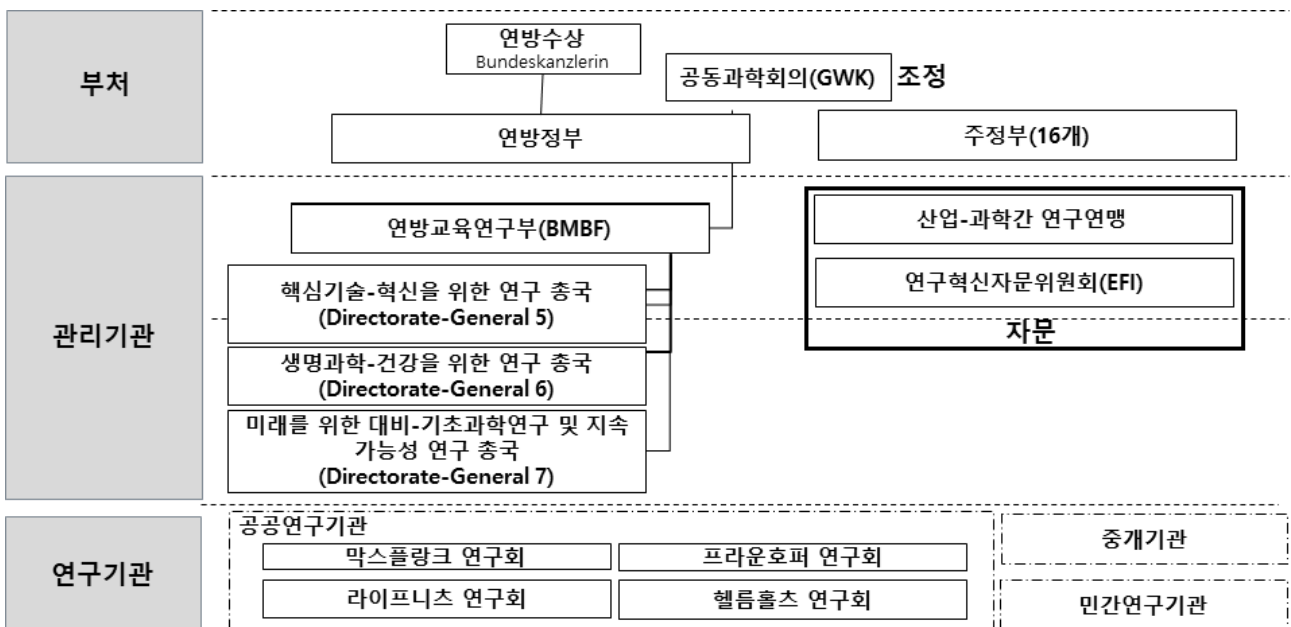 부처
연방수상
Bundeskanzlerin
공동과학회의(GWK)
조정
연방정부
주정부(16개)
관리기관
연방교육연구부(BMBF)
산업-과학간 연구연맹
연구혁신자문위원회(EFI)
자문
핵심기술-혁신을 위한 연구 총국
(Directorate-General 5)
생명과학-건강을 위한 연구 총국
(Directorate-General 6)
미래를 위한 대비-기초과학연구 및 지속
가능성 연구 총국
(Directorate-General 7)
연구기관
공공연구기관
막스플랑크 연구회
프라운호퍼 연구회
라이프니츠 연구회
헬름홀츠 연구회
중개기관
민간연구기관